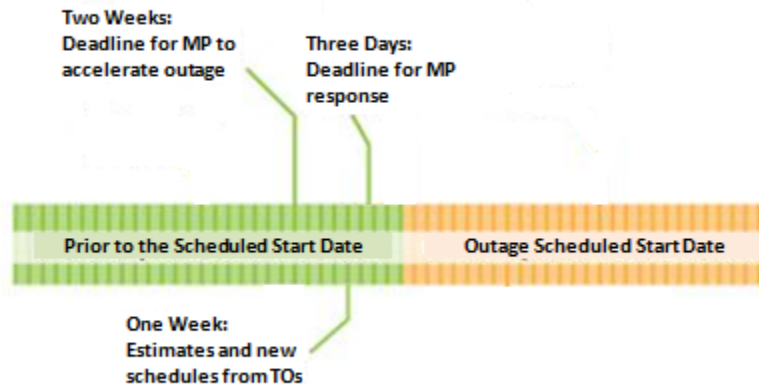 Two Weeks:
Deadline for MP to
accelerate outage
Three Days:
Deadline for MP
response
Prior to the Scheduled Start Date
Outage Scheduled Start Date
One Week:
Estimates and new
schedules from TOs